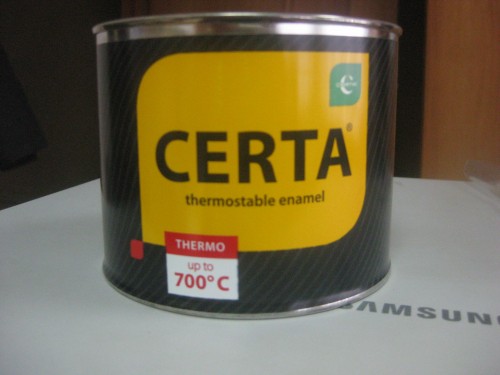 CERTA®
thermostable enamel
THERMO
up to
700°C
SAMSUNG